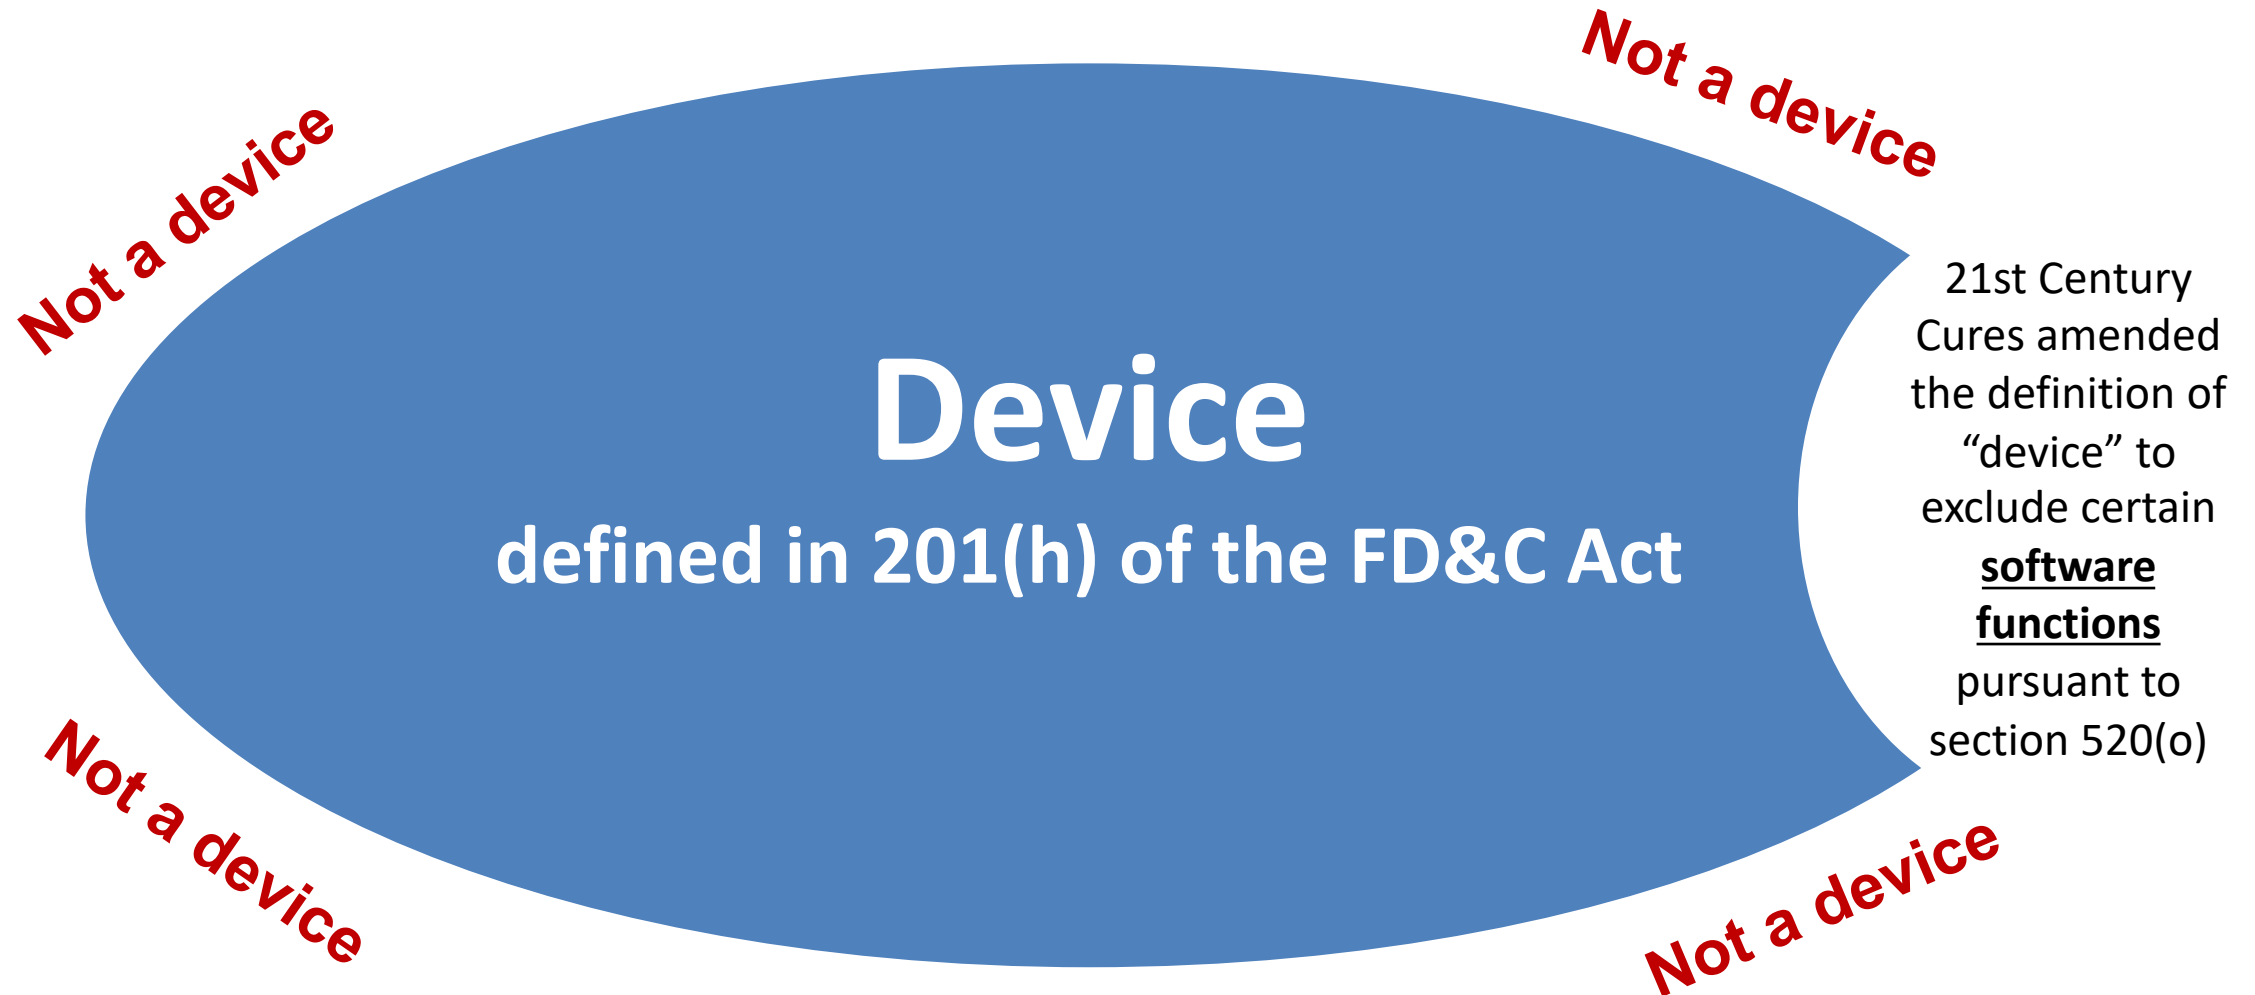 Not a device
Not a device
Device
defined in 201(h) of the FD&C Act
21st Century
Cures amended
the definition of
“device” to
exclude certain
software
functions
pursuant to
section 520(o)
Not a device
Not a device